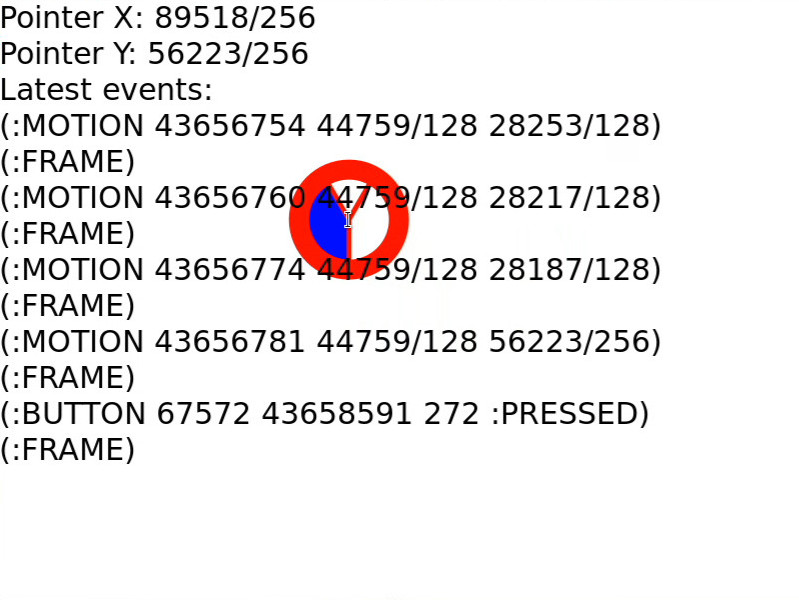 Pointer X: 89518/256
Pointer Y: 56223/256
Latest events:
(:MOTION 43656754 44759/128 28253/128)
(:FRAME)
(:MOTION 43656760 44759/128 28217/128)
(:FRAME)
(:MOTION 43656774 44759/128 28187/128)
(:FRAME)
(:MOTION 43656781 44759/128 56223/256)
(:FRAME)
(:BUTTON 67572 43658591 272 :PRESSED)
(:FRAME)